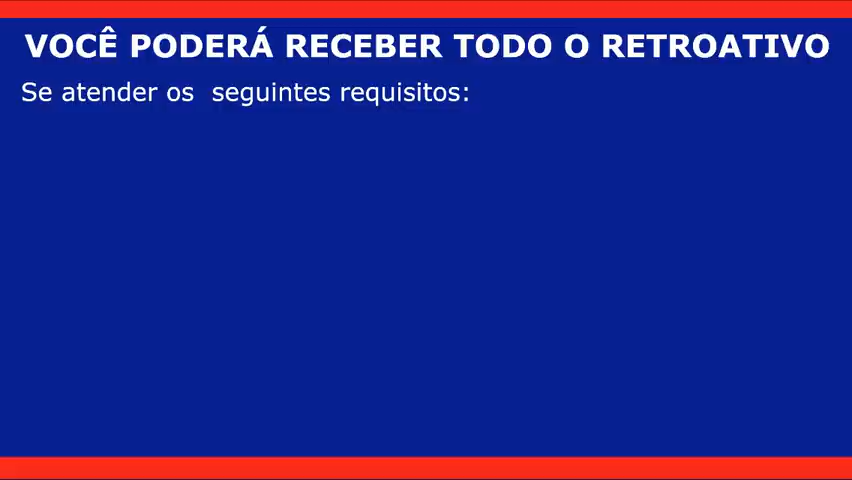 VOCÊ PODERÁ RECEBER TODO O RETROATIVO
Se atender os  seguintes requisitos: